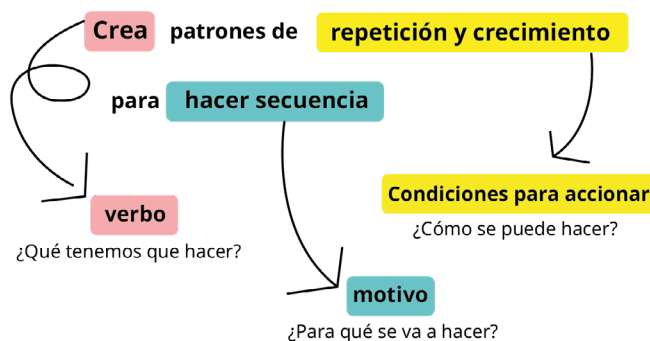 Crea patrones de repetición y crecimiento
para hacer secuencia
Condiciones para accionar
verbo
¿Cómo se puede hacer?
¿Qué tenemos que hacer?
motivo
¿Para qué se va a hacer?